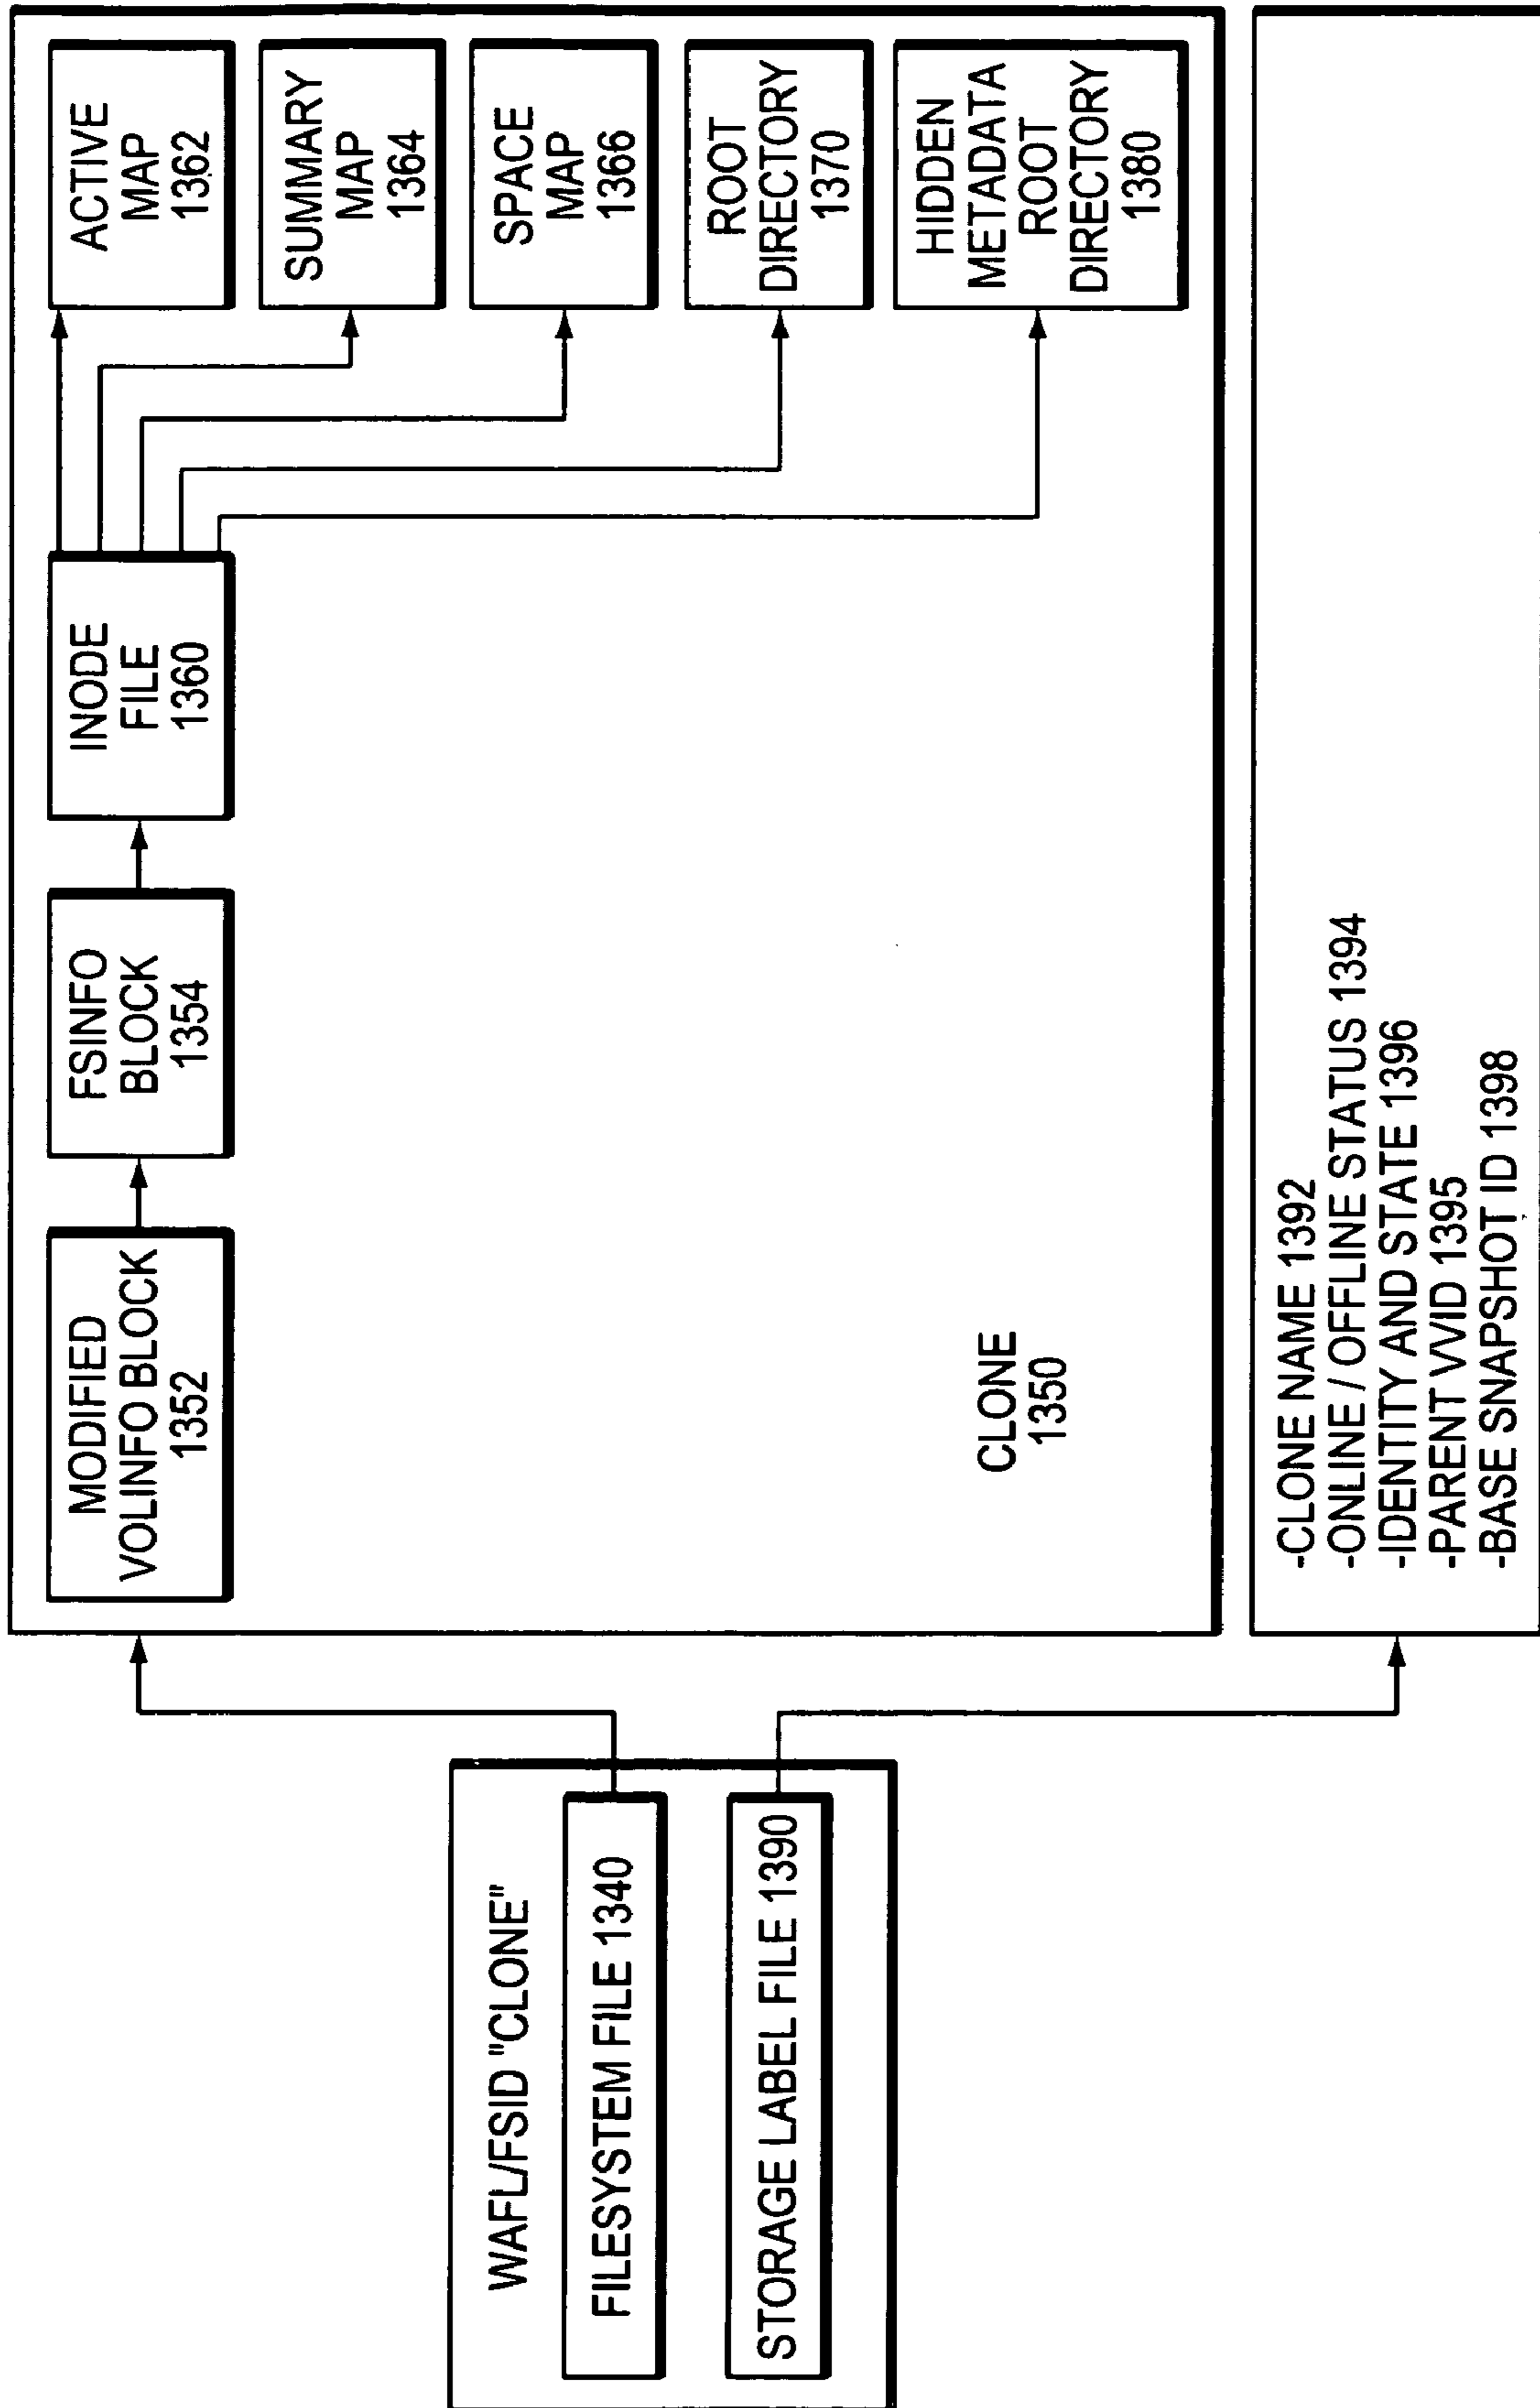 WAFL/FSID "CLONE"
FILESYSTEM FILE 1340
STORAGE LABEL FILE 1390
MODIFIED
VOLINFO BLOCK
1352
FSINFO
BLOCK
1354
INODE
FILE
1360
ACTIVE
MAP
1362
SUMMARY
MAP
1364
SPACE
MAP
1366
ROOT
DIRECTORY
1370
HIDDEN
METADATA
ROOT
DIRECTORY
1380
CLONE
1350
-CLONE NAME 1392
-ONLINE / OFFLINE STATUS 1394
-IDENTITY AND STATE 1396
-PARENT VVID 1395
-BASE SNAPSHOT ID 1398